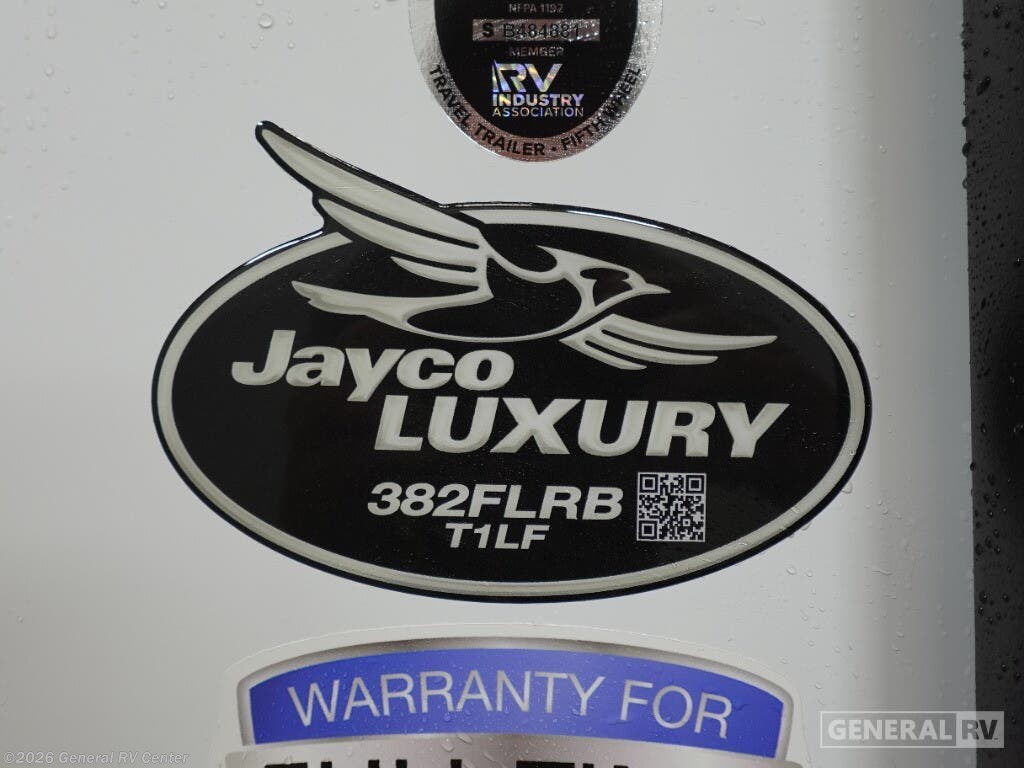 NFPA 1192
S B484881
MEMBER
RV
INDUSTRY
ASSOCIATION
TRAVEL TRAILER - FIFTH WHEEL
Jayco
LUXURY
382FLRB
T1LF
WARRANTY FOR
GENERAL RV
©2026 General RV Center